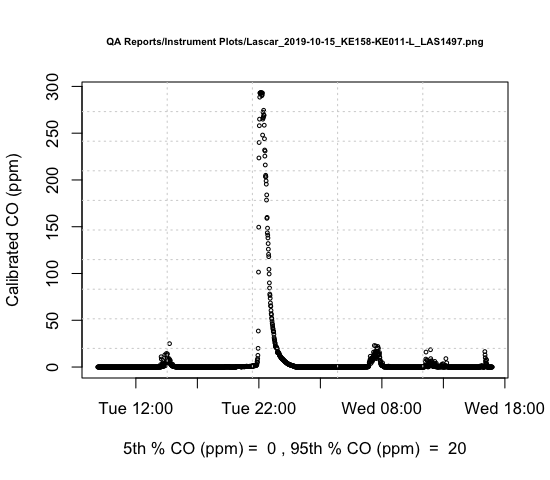 QA Reports/Instrument Plots/Lascar_2019-10-15_KE158-KE011-L_LAS1497.png
300
250
200
150
100
50
0
Calibrated CO (ppm)
Tue 12:00 Tue 22:00 Wed 08:00 Wed 18:00
5th % CO (ppm) = 0 , 95th % CO (ppm) = 20